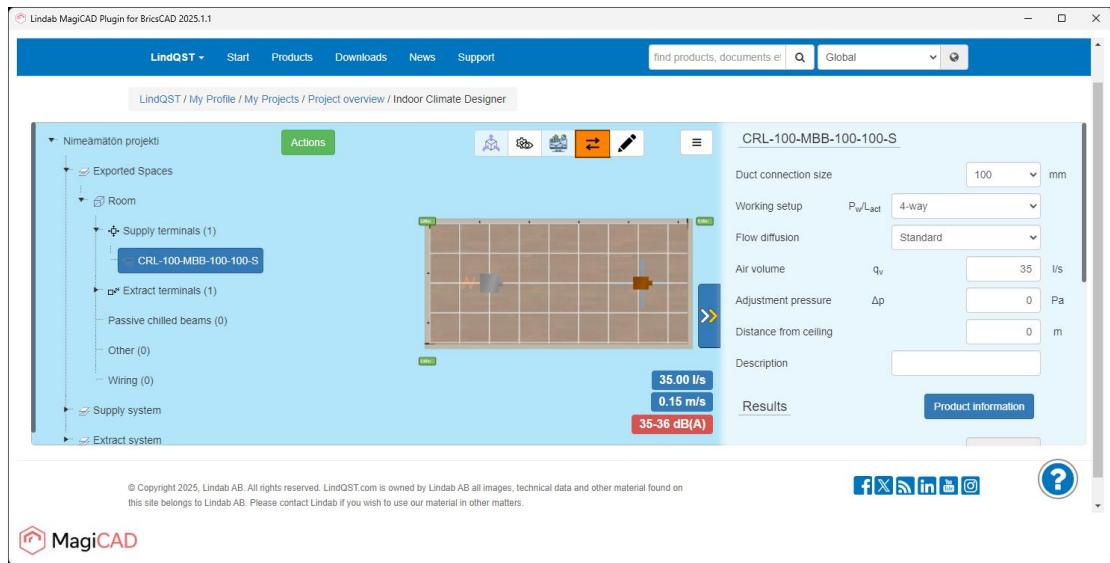 Lindab MagiCAD Plugin for BricsCAD 2025.1.1
LindQST Start Products Downloads News Support find products, documents et Global
LindQST / My Profile / My Projects / Project overview / Indoor Climate Designer
Nimeämätön projekti
Actions
Exported Spaces
Room
Supply terminals (1)
CRL-100-MBB-100-100-S
Extract terminals (1)
Passive chilled beams (0)
Other (0)
Wiring (0)
Supply system
Extract system
35.00 l/s
0.15 m/s
35-36 dB(A)
CRL-100-MBB-100-100-S
Duct connection size 100 mm
Working setup Pw/Lact 4-way
Flow diffusion Standard
Air volume qv 35 l/s
Adjustment pressure Δp 0 Pa
Distance from ceiling 0 m
Description
Results Product information
© Copyright 2025, Lindab AB. All rights reserved. LindQST.com is owned by Lindab AB all images, technical data and other material found on
this site belongs to Lindab AB. Please contact Lindab if you wish to use our material in other matters.
MagiCAD